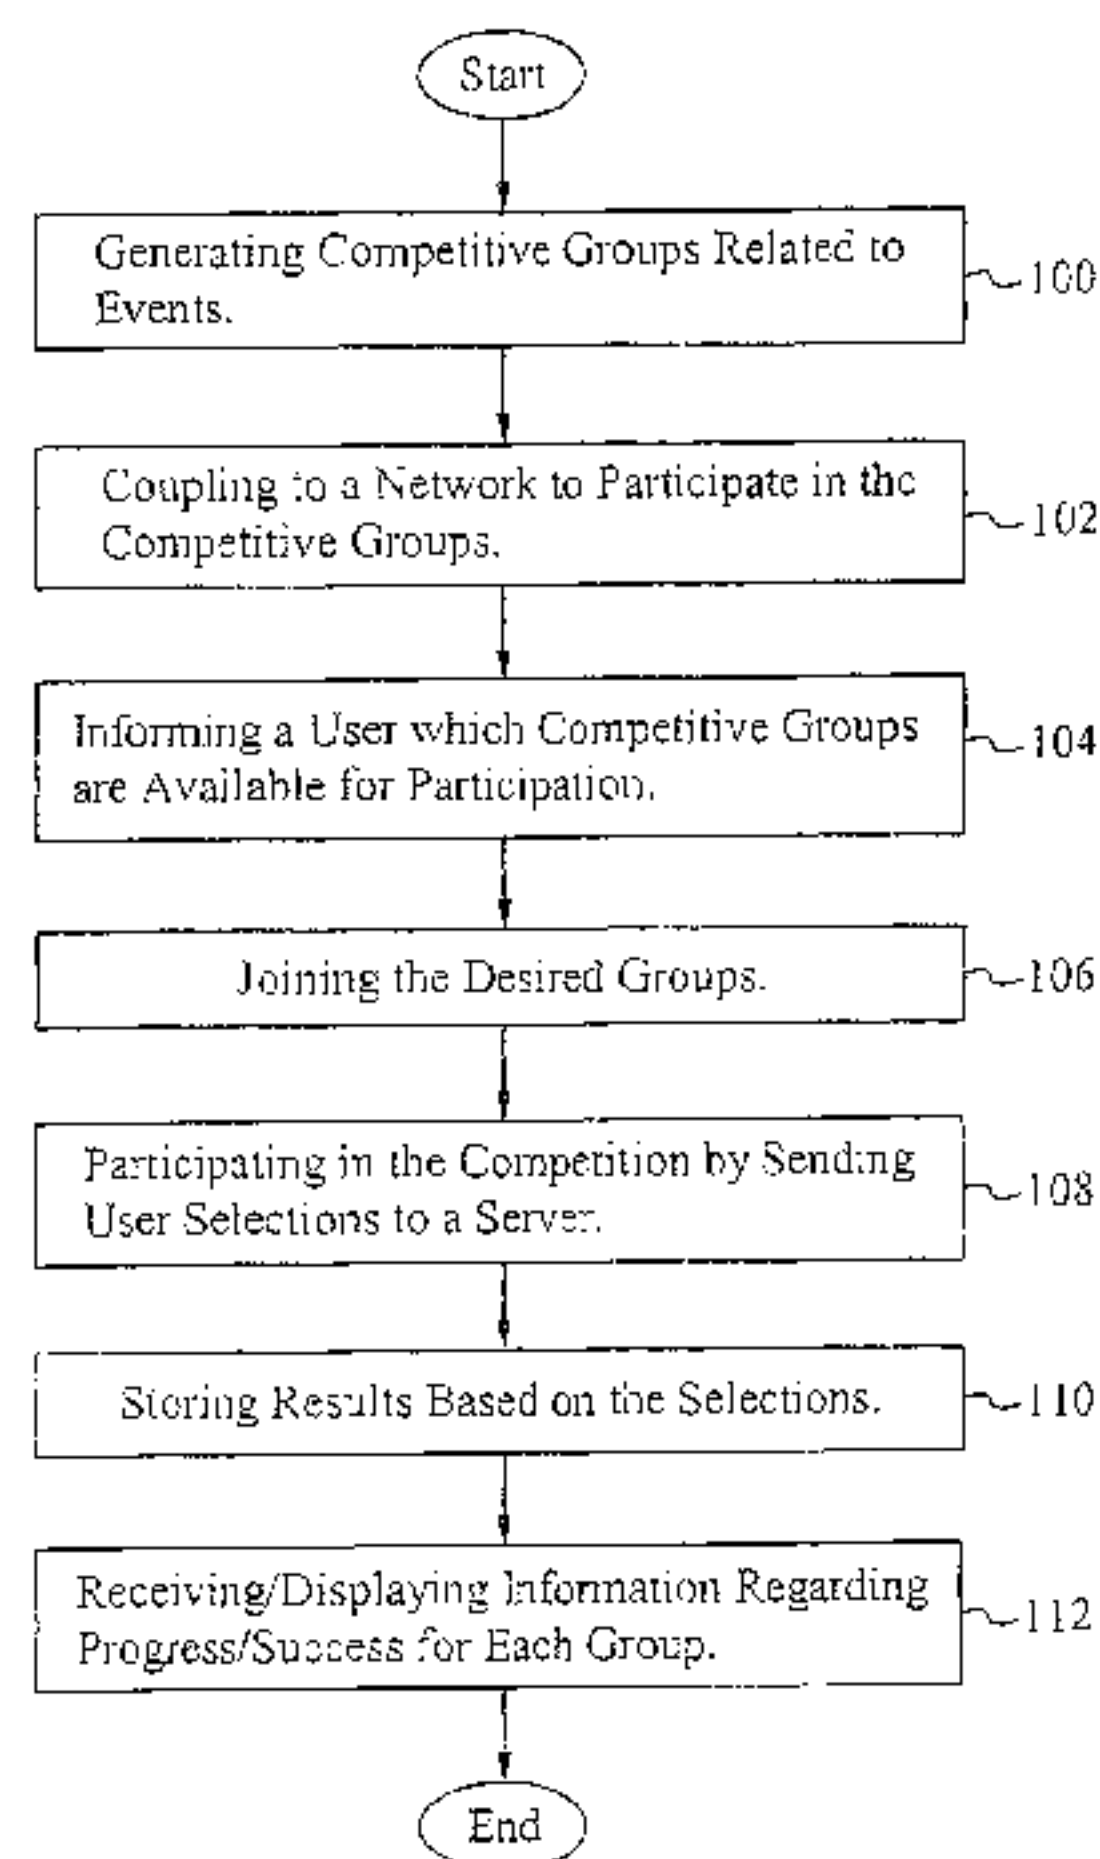 Start
Generating Competitive Groups Related to
Events.
100
Coupling to a Network to Participate in the
Competitive Groups.
102
Informing a User which Competitive Groups
are Available for Participation.
104
Joining the Desired Groups.
106
Participating in the Competition by Sending
User Selections to a Server.
108
Storing Results Based on the Selections.
110
Receiving/Displaying Information Regarding
Progress/Success for Each Group.
112
End